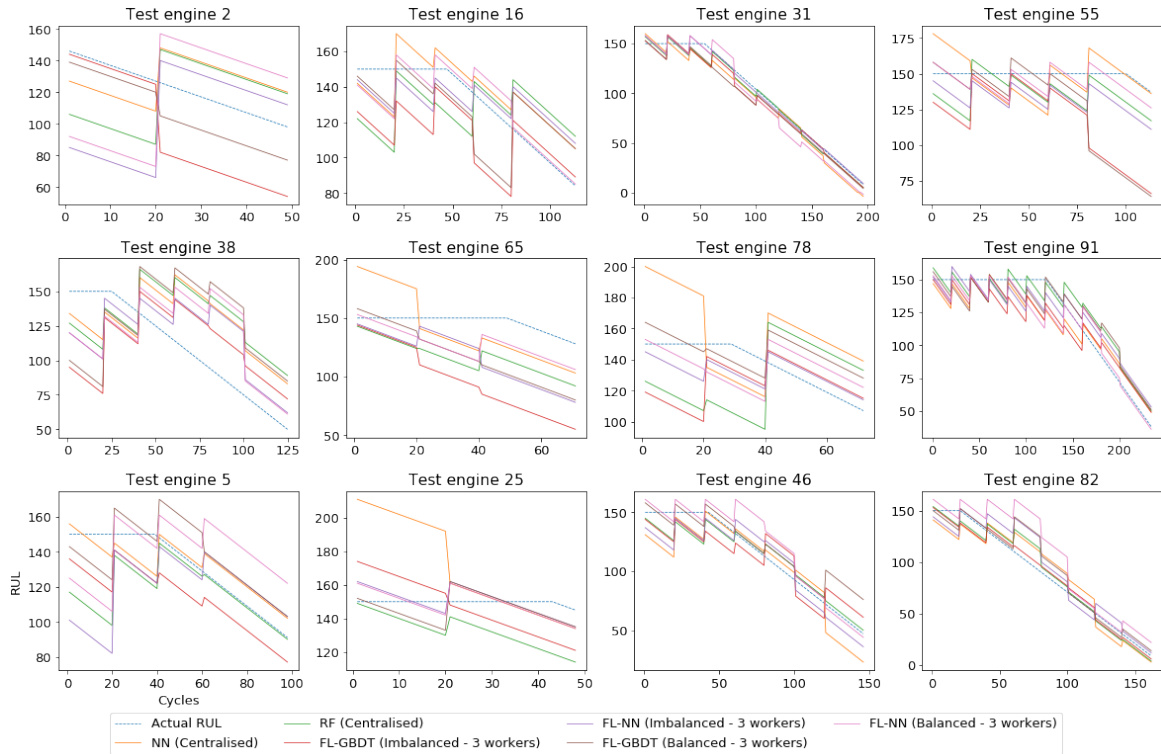 Test engine 2 Test engine 16 Test engine 31 Test engine 55
160 140 120 100 80 60
0 10 20 30 40 50
160 140 120 100 80
0 25 50 75 100
150 100 50 0
0 50 100 150 200
175 150 125 100 75
0 25 50 75 100
Test engine 38 Test engine 65 Test engine 78 Test engine 91
150 125 100 75 50
0 25 50 75 100 125
200 150 100 50
0 20 40 60
200 180 160 140 120 100
0 20 40 60
150 125 100 75 50
0 40 80 120 160 200
Test engine 5 Test engine 25 Test engine 46 Test engine 82
160 140 120 100 80
0 20 40 60 80 100
200 180 160 140 120
0 10 20 30 40 50
150 100 50
0 50 100 150
150 100 50 0
0 50 100 150
RUL
Cycles
Actual RUL RF (Centralised) FL-NN (Imbalanced - 3 workers) FL-NN (Balanced - 3 workers)
NN (Centralised) FL-GBDT (Imbalanced - 3 workers) FL-GBDT (Balanced - 3 workers)